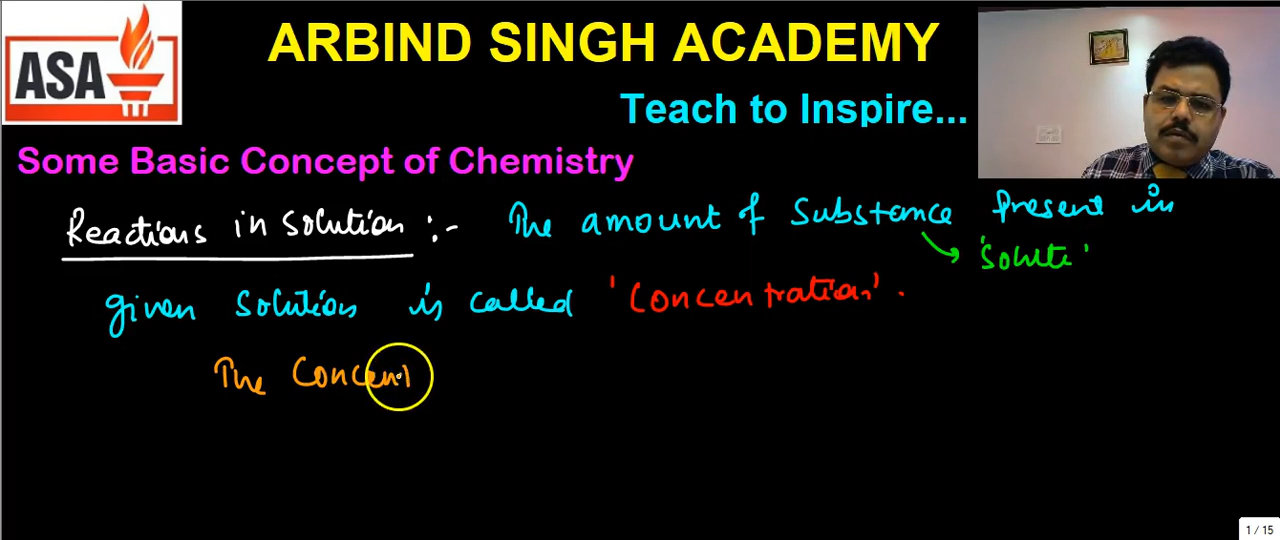 ASA
ARBIND SINGH ACADEMY
Teach to Inspire...
Some Basic Concept of Chemistry
Reactions in solution :- The amount of substance present in
'solute'
given solution is called 'concentration'.
The Concent
1 / 15